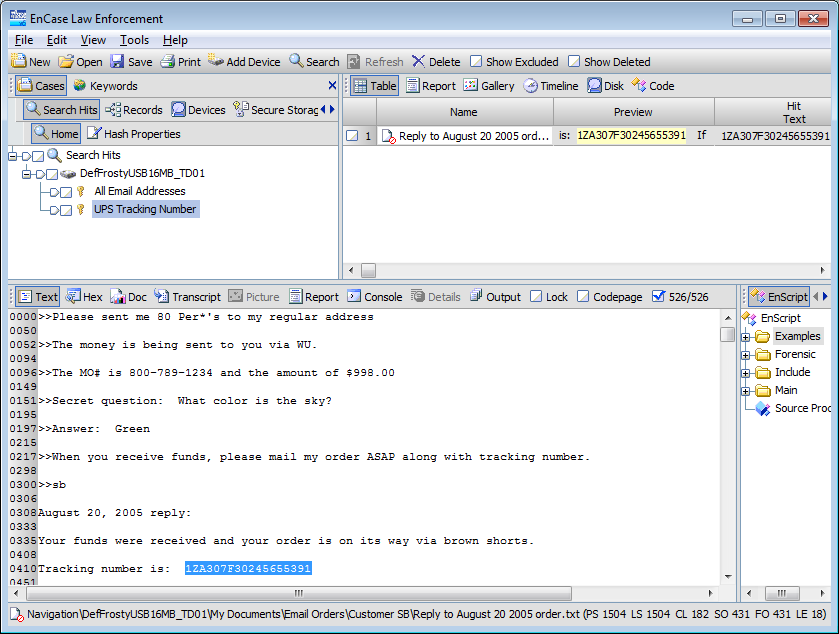 EnCase Law Enforcement
File Edit View Tools Help
New Open Save Print Add Device Search Refresh Delete Show Excluded Show Deleted
Cases Keywords
Search Hits Records Devices Secure Storag
Home Hash Properties
Search Hits
DefFrostyUSB16MB_TD01
All Email Addresses
UPS Tracking Number
Table Report Gallery Timeline Disk Code
Name Preview Hit Text
1 Reply to August 20 2005 ord... is: 1ZA307F30245655391 If 1ZA307F30245655391
Text Hex Doc Transcript Picture Report Console Details Output Lock Codepage 526/526
0000>>Please sent me 80 Per*'s to my regular address
0050
0052>>The money is being sent to you via WU.
0094
0096>>The MO# is 800-789-1234 and the amount of $998.00
0149
0151>>Secret question:  What color is the sky?
0195
0197>>Answer:  Green
0215
0217>>When you receive funds, please mail my order ASAP along with tracking number.
0298
0300>>sb
0306
0308August 20, 2005 reply:
0333
0335Your funds were received and your order is on its way via brown shorts.
0408
0410Tracking number is:  1ZA307F30245655391
0451
EnScript
EnScript
Examples
Forensic
Include
Main
Source Proc
Navigation\DefFrostyUSB16MB_TD01\My Documents\Email Orders\Customer SB\Reply to August 20 2005 order.txt (PS 1504 LS 1504 CL 182 SO 431 FO 431 LE 18)